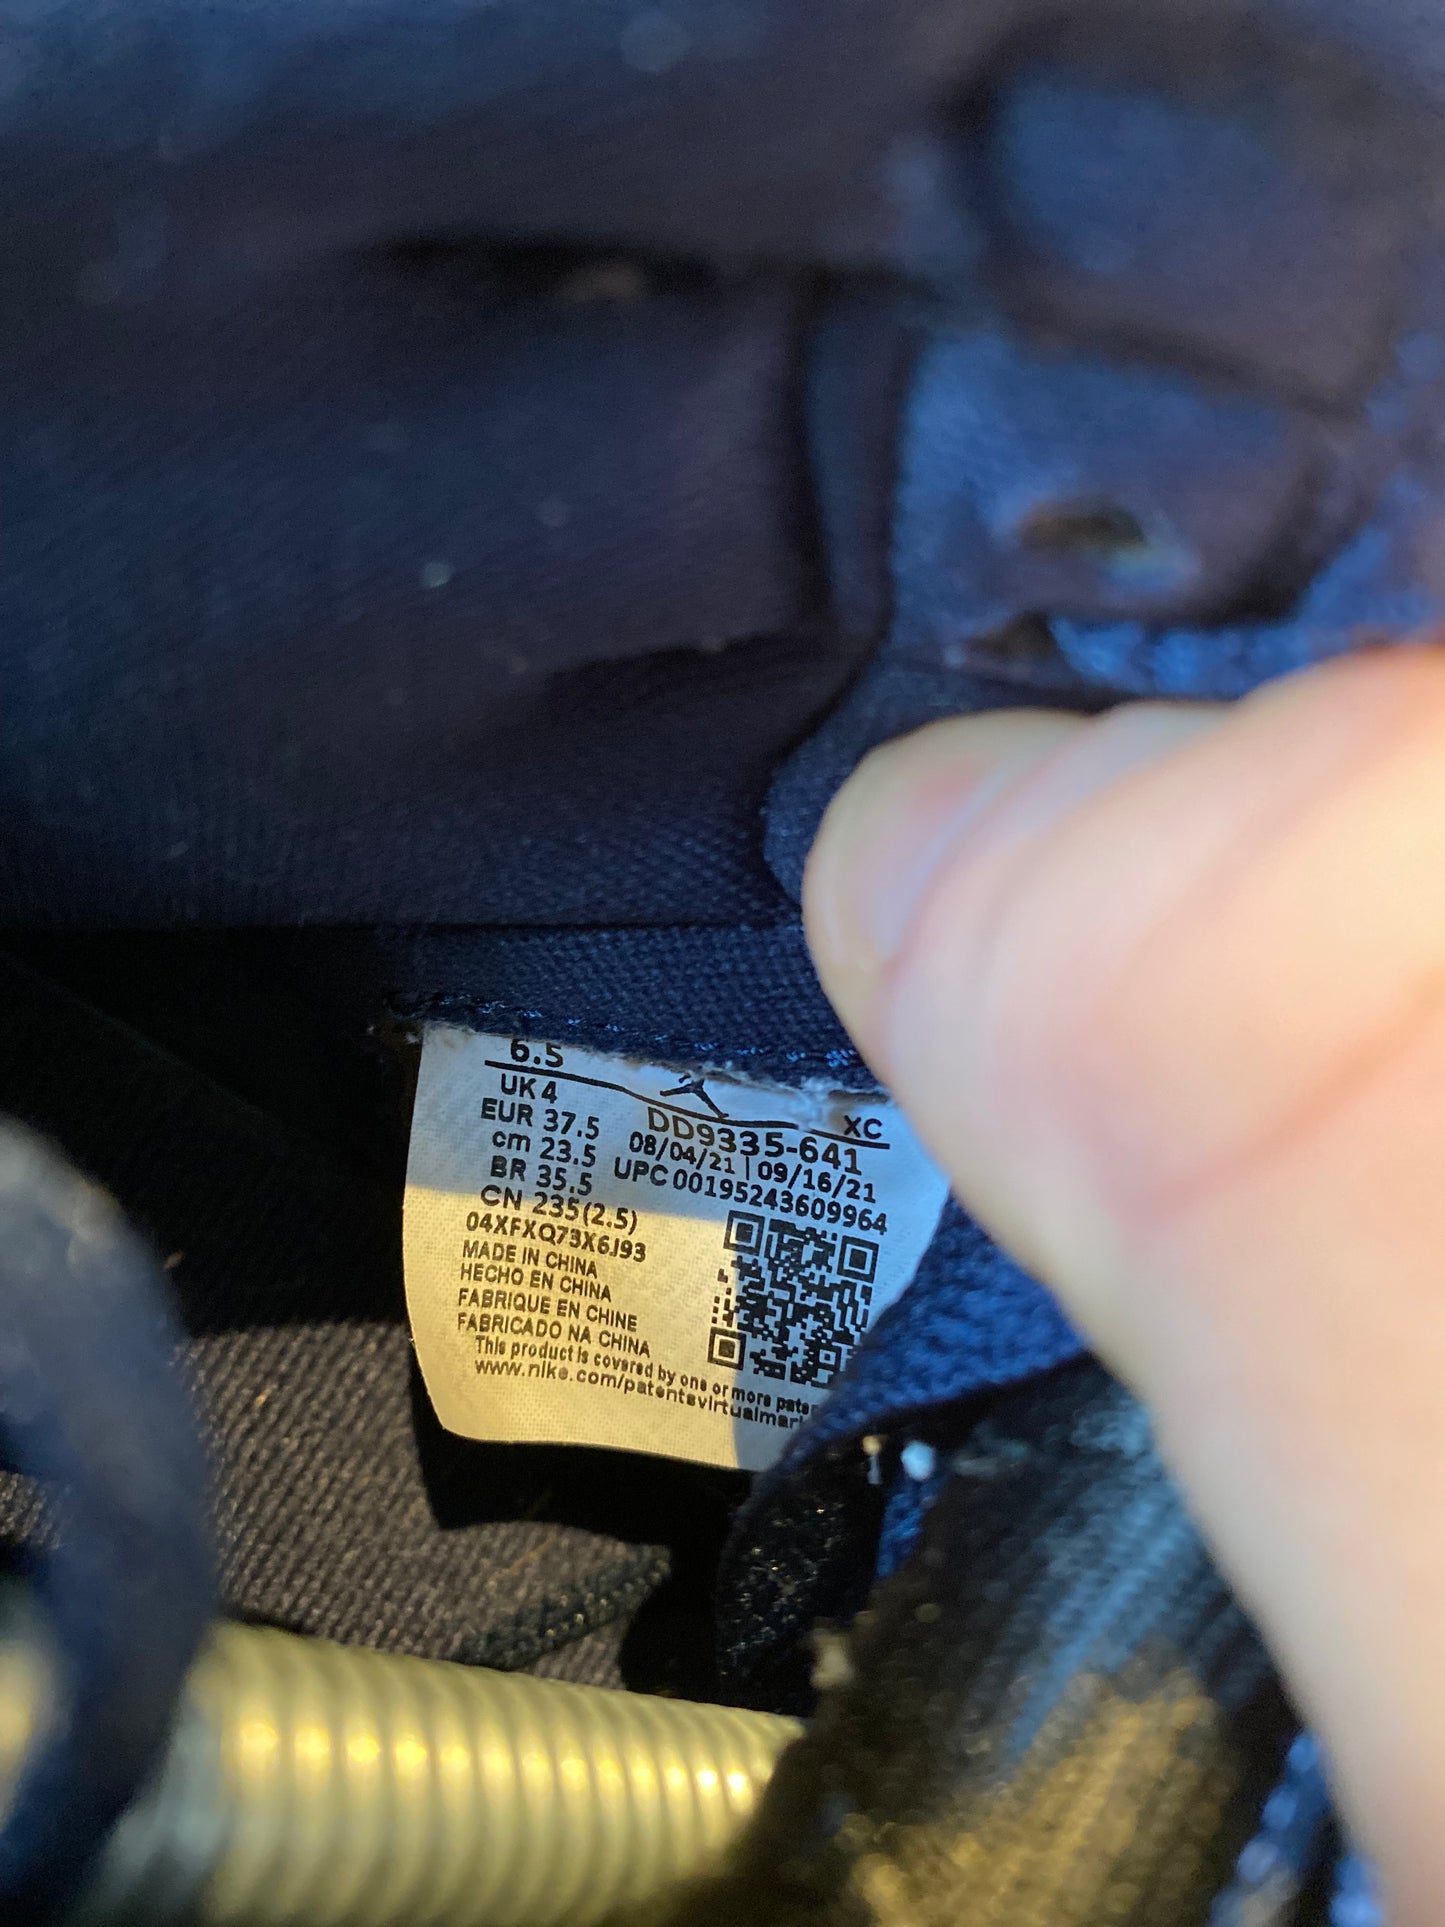 6.5
UK 4
EUR 37.5
cm 23.5
BR 35.5
CN 235(2.5)
XC
DD9335-641
08/04/21 | 09/16/21
UPC 00195243609964
04XFXQ73X6J93
MADE IN CHINA
HECHO EN CHINA
FABRIQUE EN CHINE
FABRICADO NA CHINA
This product is covered by one or more
www.nike.com/patentsvirtualmar